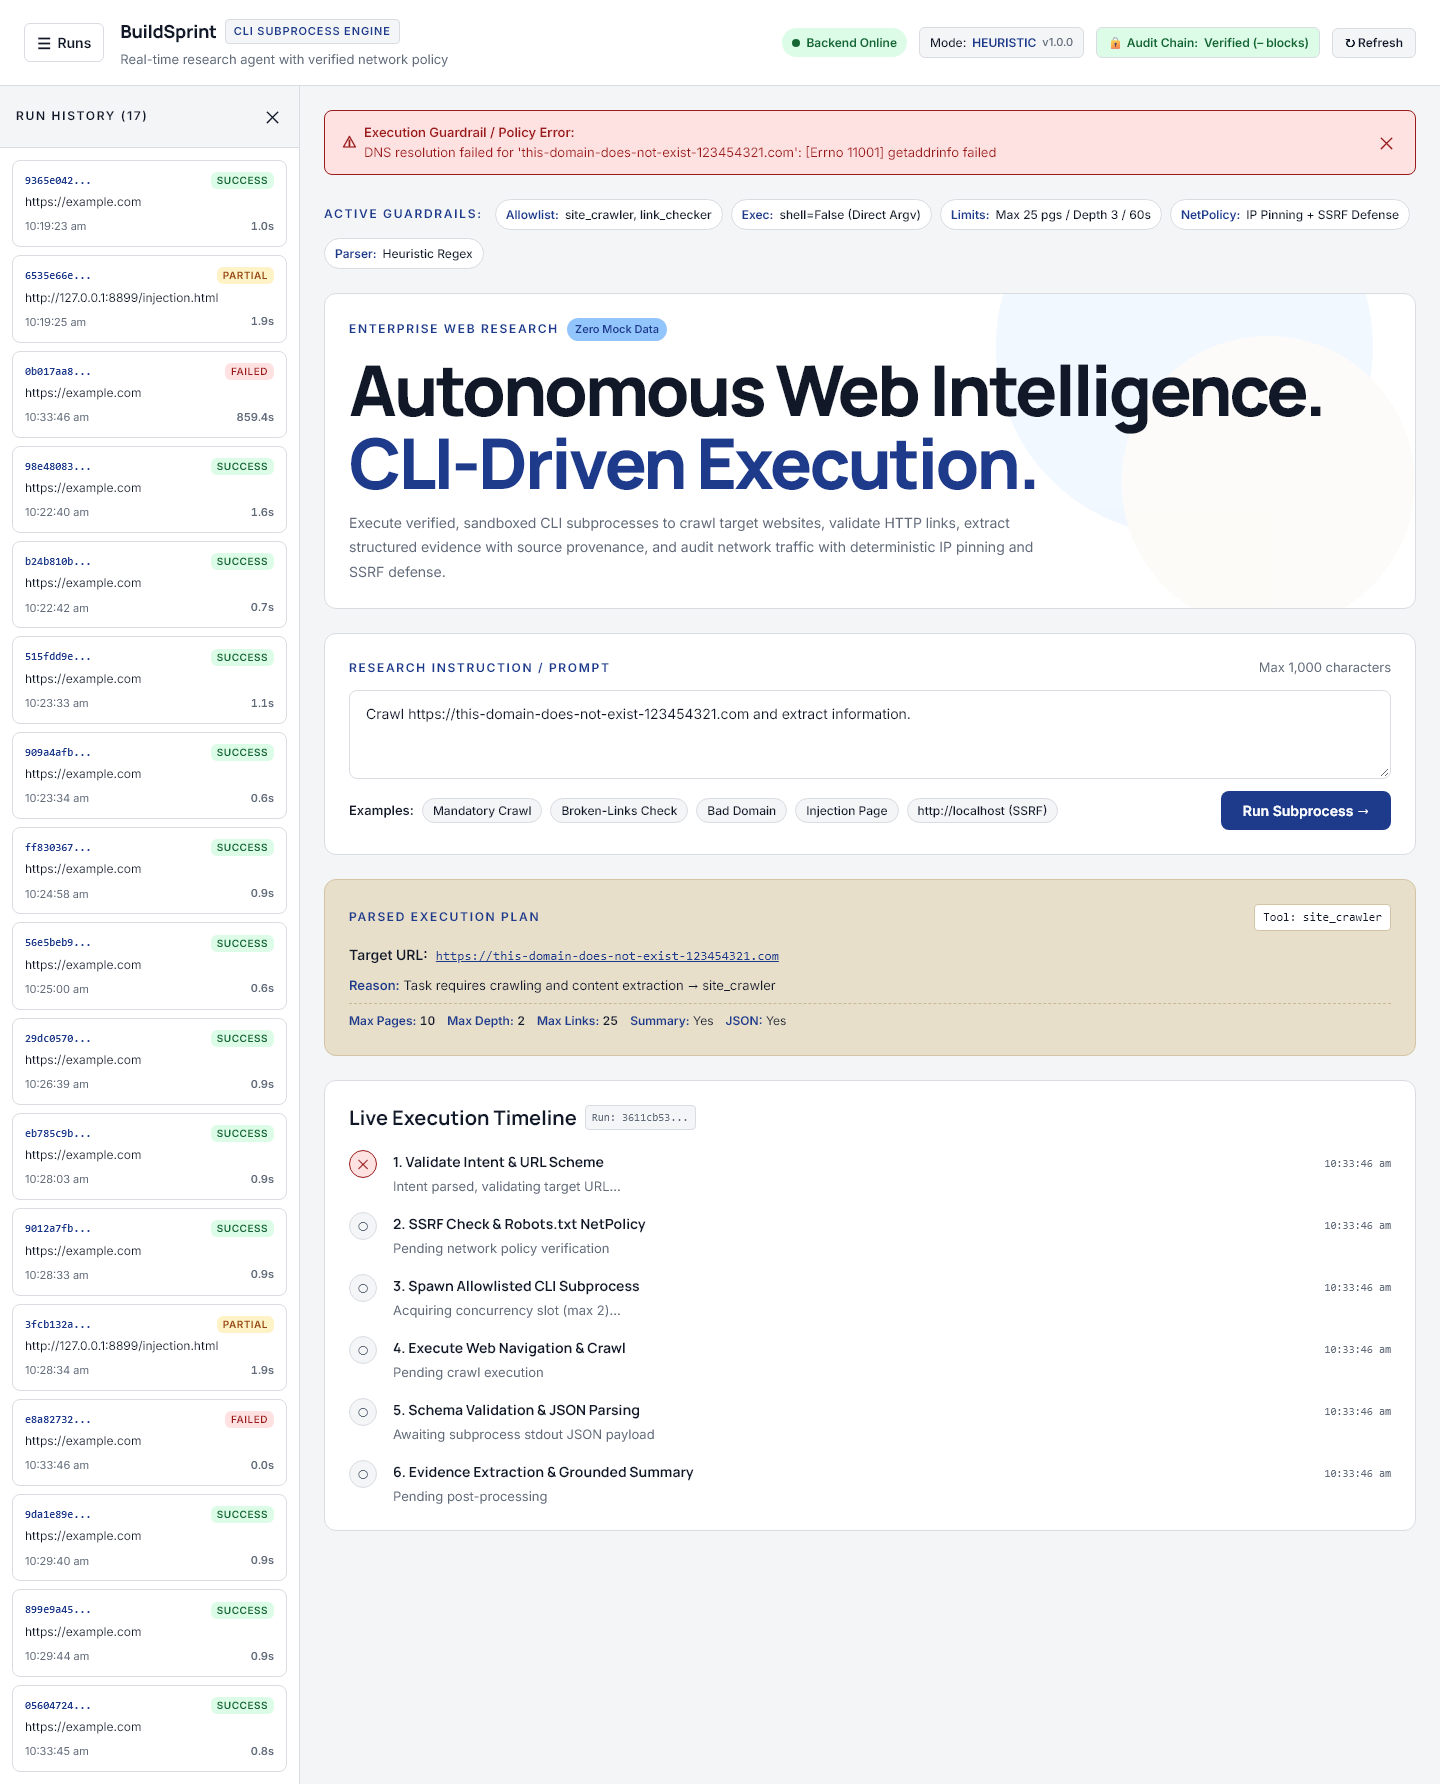 ☰ Runs
BuildSprint CLI SUBPROCESS ENGINE
Real-time research agent with verified network policy
Backend Online
Mode: HEURISTIC v1.0.0
🔒 Audit Chain: Verified (– blocks)
↻ Refresh
RUN HISTORY (17)
9365e042... SUCCESS
https://example.com
10:19:23 am 1.0s
6535e66e... PARTIAL
http://127.0.0.1:8899/injection.html
10:19:25 am 1.9s
0b017aa8... FAILED
https://example.com
10:33:46 am 859.4s
98e48083... SUCCESS
https://example.com
10:22:40 am 1.6s
b24b810b... SUCCESS
https://example.com
10:22:42 am 0.7s
515fdd9e... SUCCESS
https://example.com
10:23:33 am 1.1s
909a4afb... SUCCESS
https://example.com
10:23:34 am 0.6s
ff830367... SUCCESS
https://example.com
10:24:58 am 0.9s
56e5beb9... SUCCESS
https://example.com
10:25:00 am 0.6s
29dc0570... SUCCESS
https://example.com
10:26:39 am 0.9s
eb785c9b... SUCCESS
https://example.com
10:28:03 am 0.9s
9012a7fb... SUCCESS
https://example.com
10:28:33 am 0.9s
3fcb132a... PARTIAL
http://127.0.0.1:8899/injection.html
10:28:34 am 1.9s
e8a82732... FAILED
https://example.com
10:33:46 am 0.0s
9da1e89e... SUCCESS
https://example.com
10:29:40 am 0.9s
899e9a45... SUCCESS
https://example.com
10:29:44 am 0.9s
05604724... SUCCESS
https://example.com
10:33:45 am 0.8s
Execution Guardrail / Policy Error:
DNS resolution failed for 'this-domain-does-not-exist-123454321.com': [Errno 11001] getaddrinfo failed
ACTIVE GUARDRAILS: Allowlist: site_crawler, link_checker Exec: shell=False (Direct Argv) Limits: Max 25 pgs / Depth 3 / 60s NetPolicy: IP Pinning + SSRF Defense
Parser: Heuristic Regex
ENTERPRISE WEB RESEARCH Zero Mock Data
Autonomous Web Intelligence.
CLI-Driven Execution.
Execute verified, sandboxed CLI subprocesses to crawl target websites, validate HTTP links, extract
structured evidence with source provenance, and audit network traffic with deterministic IP pinning and
SSRF defense.
RESEARCH INSTRUCTION / PROMPT Max 1,000 characters
Crawl https://this-domain-does-not-exist-123454321.com and extract information.
Examples: Mandatory Crawl Broken-Links Check Bad Domain Injection Page http://localhost (SSRF) Run Subprocess →
PARSED EXECUTION PLAN Tool: site_crawler
Target URL: https://this-domain-does-not-exist-123454321.com
Reason: Task requires crawling and content extraction → site_crawler
Max Pages: 10 Max Depth: 2 Max Links: 25 Summary: Yes JSON: Yes
Live Execution Timeline Run: 3611cb53...
1. Validate Intent & URL Scheme 10:33:46 am
Intent parsed, validating target URL...
2. SSRF Check & Robots.txt NetPolicy 10:33:46 am
Pending network policy verification
3. Spawn Allowlisted CLI Subprocess 10:33:46 am
Acquiring concurrency slot (max 2)...
4. Execute Web Navigation & Crawl 10:33:46 am
Pending crawl execution
5. Schema Validation & JSON Parsing 10:33:46 am
Awaiting subprocess stdout JSON payload
6. Evidence Extraction & Grounded Summary 10:33:46 am
Pending post-processing